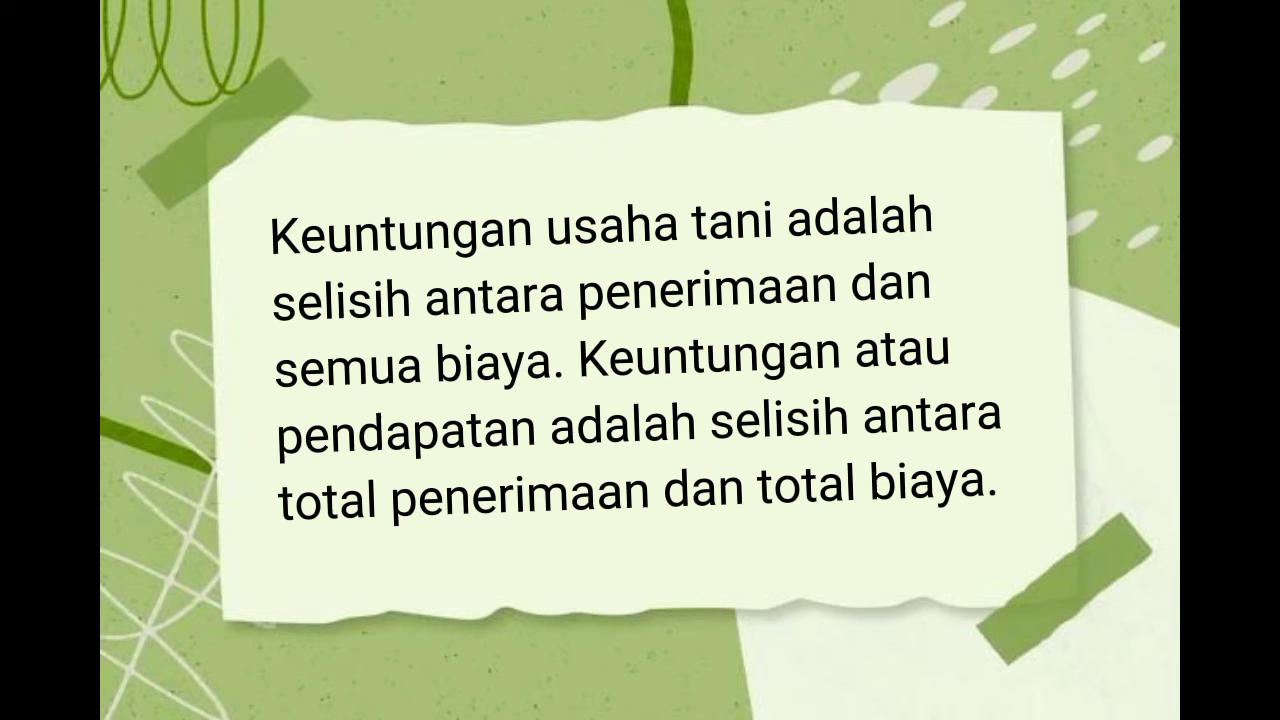 Keuntungan usaha tani adalah
selisih antara penerimaan dan
semua biaya. Keuntungan atau
pendapatan adalah selisih antara
total penerimaan dan total biaya.